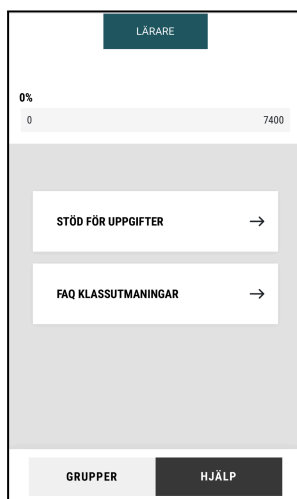 LÄRARE
0%
0 7400
STÖD FÖR UPPGIFTER
FAQ KLASSUTMANINGAR
GRUPPER HJÄLP